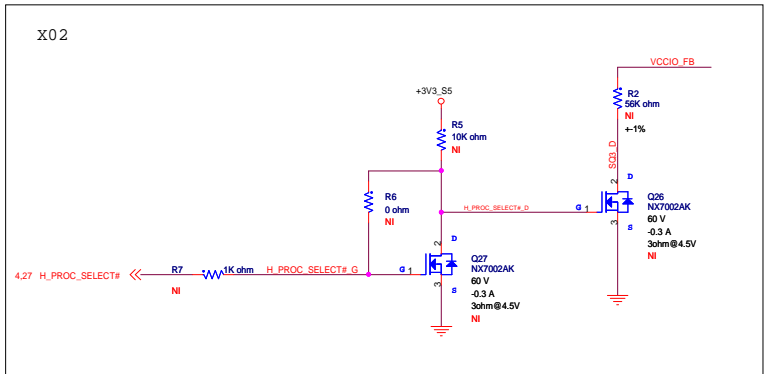 X02
VCCIO_FB
R2
56K ohm
NI
+-1%
+3V3_S5
R5
10K ohm
NI
SQ3_D
2
D
R6
0 ohm
NI
H_PROC_SELECT#_D
G
1
3
S
Q26
NX7002AK
60 V
-0.3 A
3ohm@4.5V
NI
2
D
4,27 H_PROC_SELECT#
R7
1K ohm
NI
H_PROC_SELECT#_G
G
1
3
S
Q27
NX7002AK
60 V
-0.3 A
3ohm@4.5V
NI